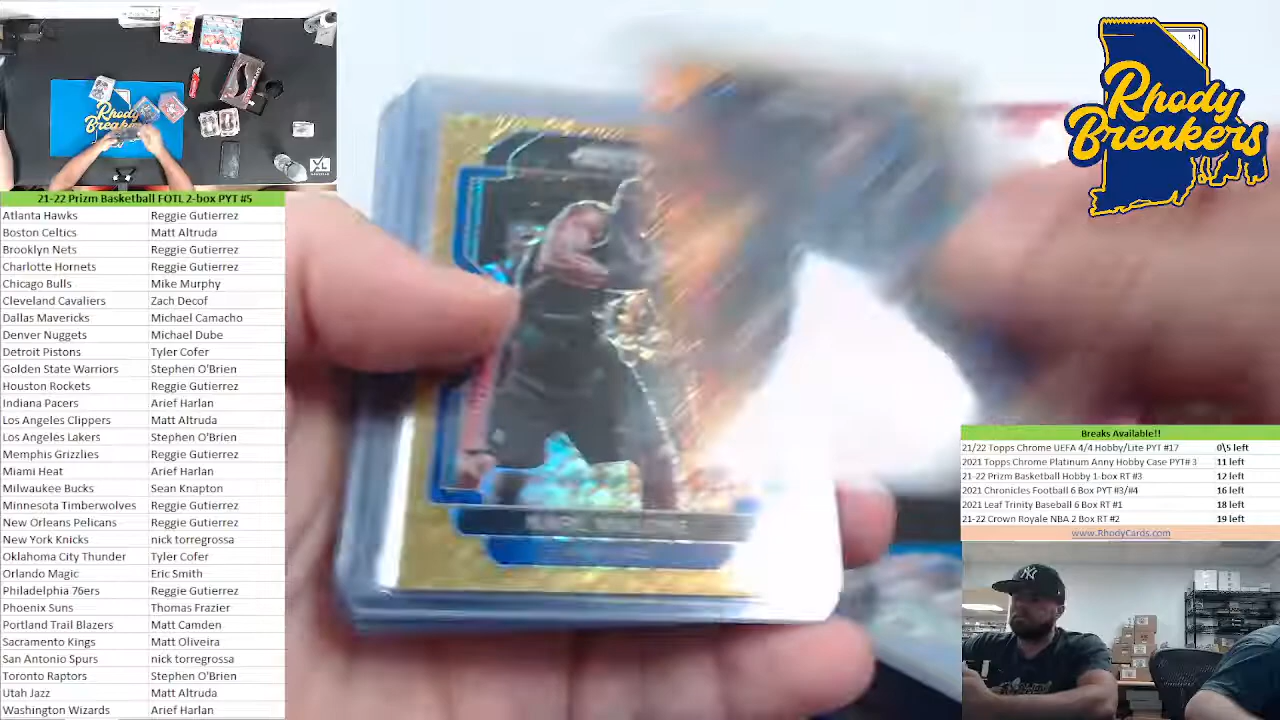 Rhody
Breakers
Rhody
Breakers
21-22 Prizm Basketball FOTL 2-box PYT #5
Atlanta Hawks Reggie Gutierrez
Boston Celtics Matt Altruda
Brooklyn Nets Reggie Gutierrez
Charlotte Hornets Reggie Gutierrez
Chicago Bulls Mike Murphy
Cleveland Cavaliers Zach Decof
Dallas Mavericks Michael Camacho
Denver Nuggets Michael Dube
Detroit Pistons Tyler Cofer
Golden State Warriors Stephen O'Brien
Houston Rockets Reggie Gutierrez
Indiana Pacers Arief Harlan
Los Angeles Clippers Matt Altruda
Los Angeles Lakers Stephen O'Brien
Memphis Grizzlies Reggie Gutierrez
Miami Heat Arief Harlan
Milwaukee Bucks Sean Knapton
Minnesota Timberwolves Reggie Gutierrez
New Orleans Pelicans Reggie Gutierrez
New York Knicks nick torregrossa
Oklahoma City Thunder Tyler Cofer
Orlando Magic Eric Smith
Philadelphia 76ers Reggie Gutierrez
Phoenix Suns Thomas Frazier
Portland Trail Blazers Matt Camden
Sacramento Kings Matt Oliveira
San Antonio Spurs nick torregrossa
Toronto Raptors Stephen O'Brien
Utah Jazz Matt Altruda
Washington Wizards Arief Harlan
Breaks Available!!
21/22 Topps Chrome UEFA 4/4 Hobby/Lite PYT #17 0\5 left
2021 Topps Chrome Platinum Anny Hobby Case PYT# 3 11 left
21-22 Prizm Basketball Hobby 1-box RT #3 12 left
2021 Chronicles Football 6 Box PYT #3/#4 16 left
2021 Leaf Trinity Baseball 6 Box RT #1 18 left
21-22 Crown Royale NBA 2 Box RT #2 19 left
www.RhodyCards.com